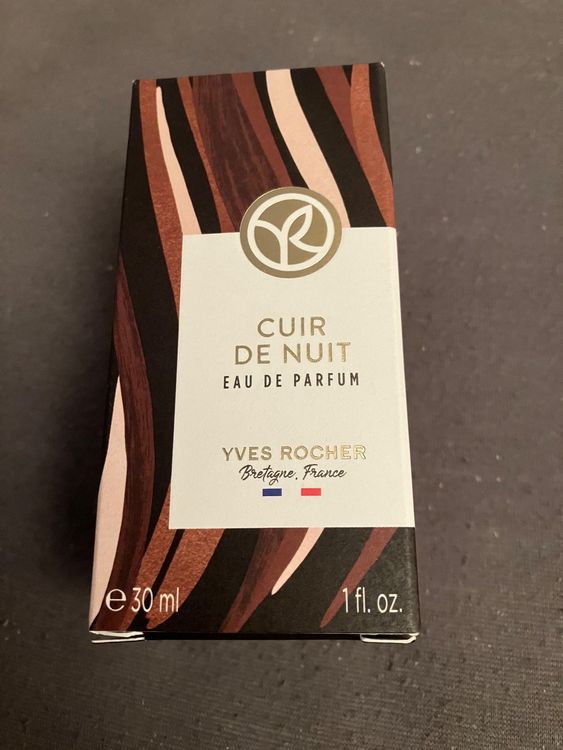 CUIR
DE NUIT
EAU DE PARFUM
YVES ROCHER
Bretagne, France
℮30 ml
1 fl. oz.